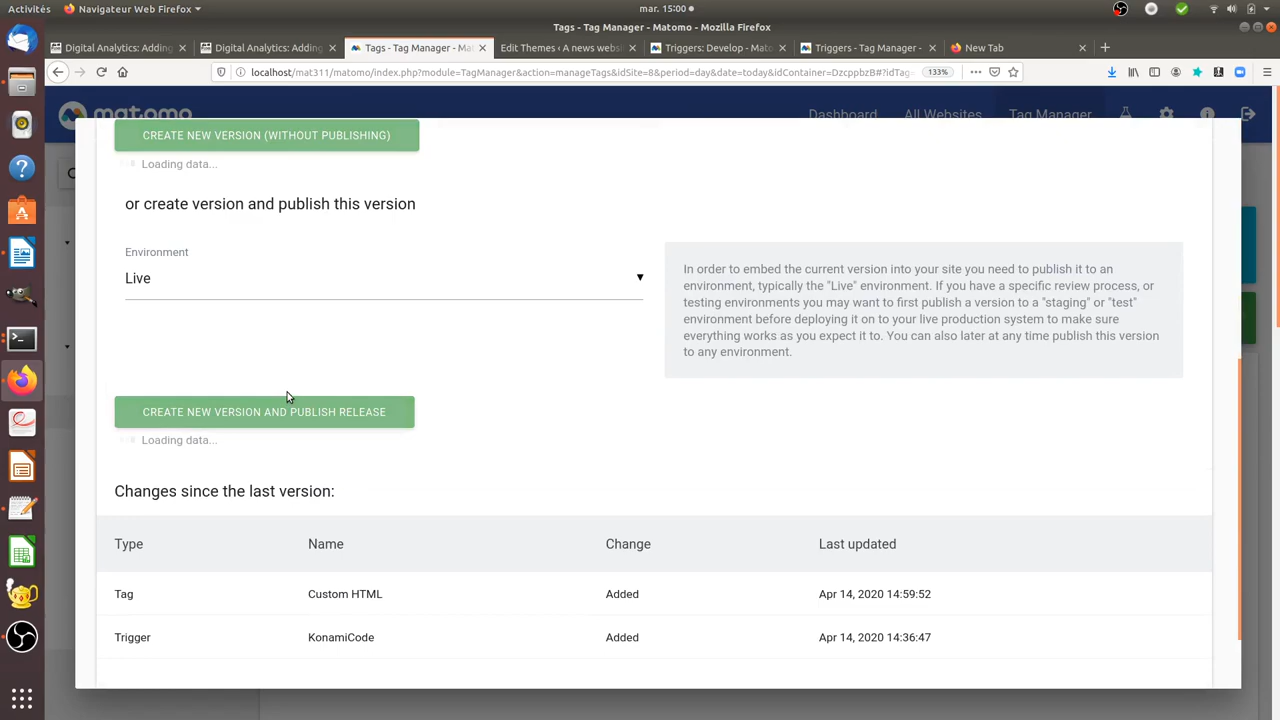 Activités
Navigateur Web Firefox
mar. 15:00
Tags - Tag Manager - Matomo - Mozilla Firefox
Digital Analytics: Adding
Digital Analytics: Adding
Tags - Tag Manager - Mat
Edit Themes ‹ A news webs
Triggers: Develop - Matom
Triggers - Tag Manager -
New Tab
localhost/mat311/matomo/index.php?module=TagManager&action=manageTags&idSite=8&period=day&date=today&idContainer=DzcppbzB#?idTag=
133%
matomo
Dashboard
All Websites
Tag Manager
CREATE NEW VERSION (WITHOUT PUBLISHING)
Loading data...
or create version and publish this version
Environment
Live
In order to embed the current version into your site you need to publish it to an
environment, typically the "Live" environment. If you have a specific review process, or
testing environments you may want to first publish a version to a "staging" or "test"
environment before deploying it on to your live production system to make sure
everything works as you expect it to. You can also later at any time publish this version
to any environment.
CREATE NEW VERSION AND PUBLISH RELEASE
Loading data...
Changes since the last version:
Type Name Change Last updated
Tag Custom HTML Added Apr 14, 2020 14:59:52
Trigger KonamiCode Added Apr 14, 2020 14:36:47